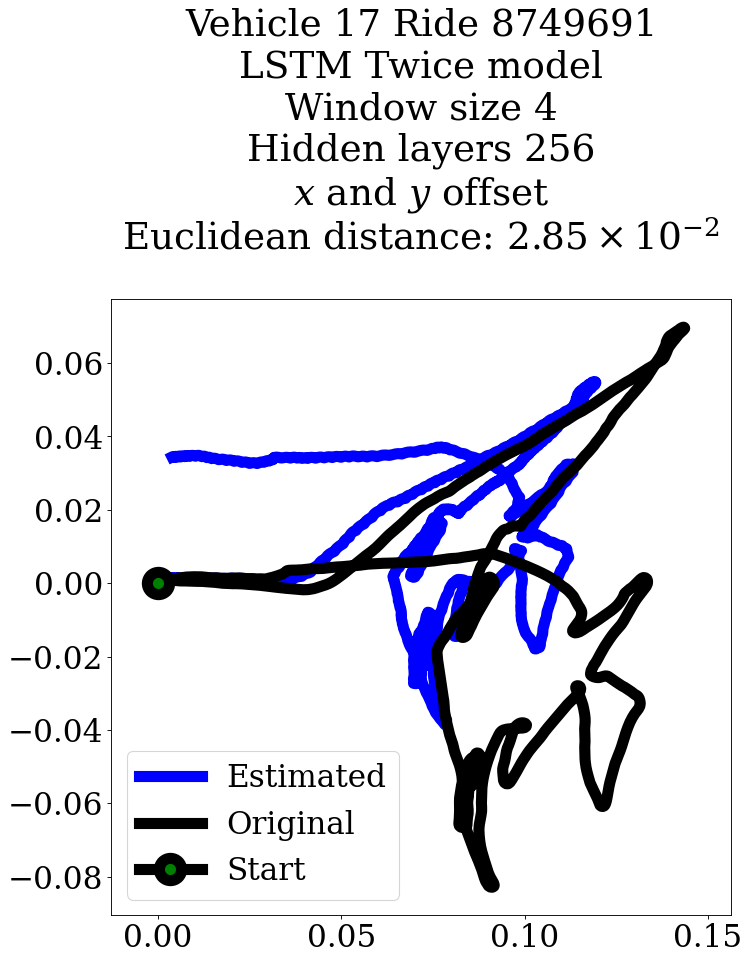 Vehicle 17 Ride 8749691
LSTM Twice model
Window size 4
Hidden layers 256
x and y offset
Euclidean distance: 2.85 × 10⁻²
0.06
0.04
0.02
0.00
−0.02
−0.04
−0.06
−0.08
Estimated
Original
Start
0.00 0.05 0.10 0.15